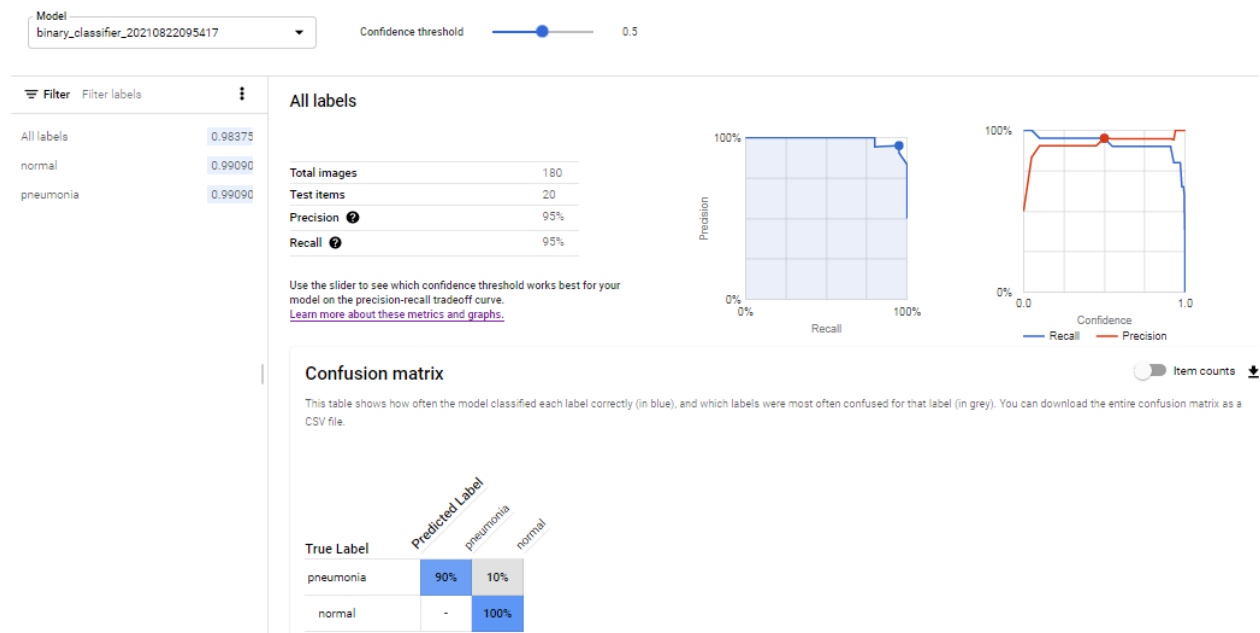 Model
binary_classifier_20210822095417
Confidence threshold
0.5
Filter Filter labels
All labels 0.98375
normal 0.99090
pneumonia 0.99090
All labels
Total images 180
Test items 20
Precision ? 95%
Recall ? 95%
Use the slider to see which confidence threshold works best for your
model on the precision-recall tradeoff curve.
Learn more about these metrics and graphs.
100%
Precision
0%
0% 100%
Recall
100%
0%
0.0 1.0
Confidence
Recall Precision
Confusion matrix
Item counts
This table shows how often the model classified each label correctly (in blue), and which labels were most often confused for that label (in grey). You can download the entire confusion matrix as a
CSV file.
True Label Predicted Label pneumonia normal
pneumonia 90% 10%
normal - 100%